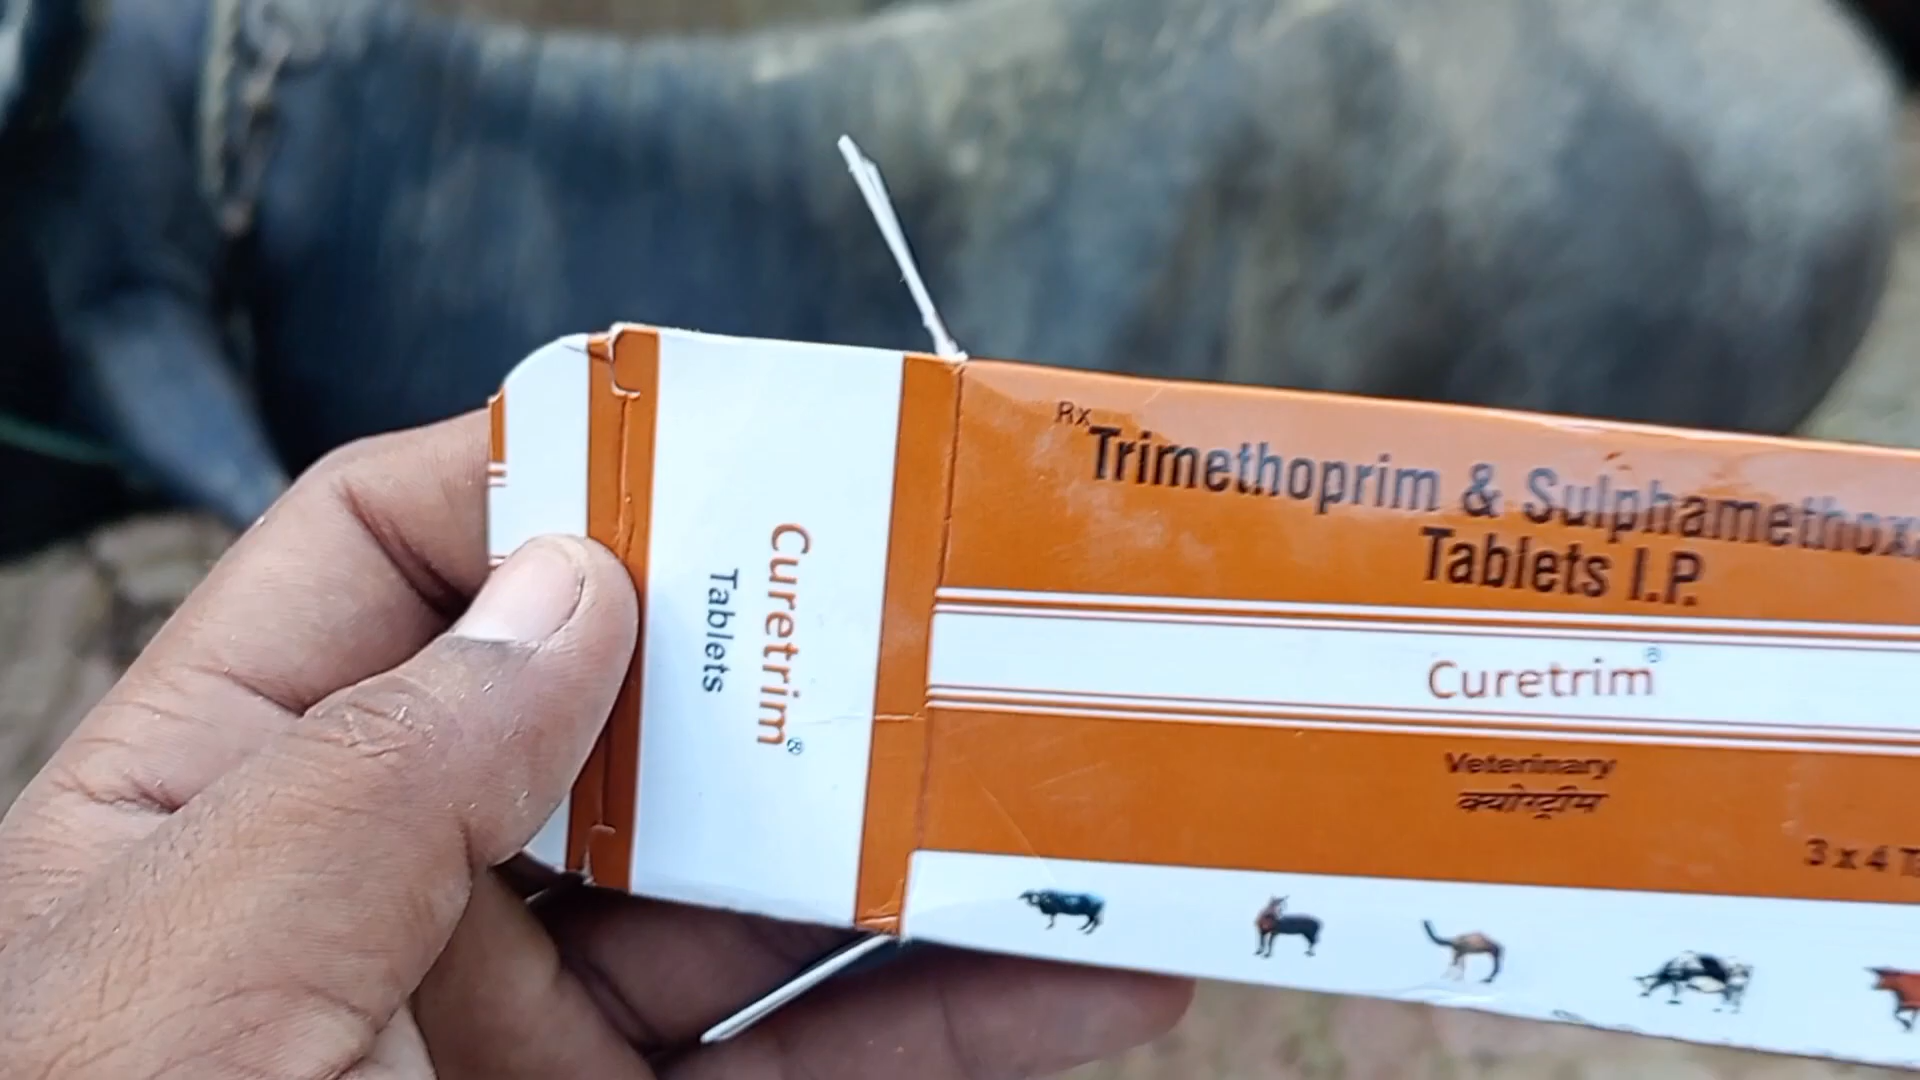 Curetrim®
Tablets
Rx
Trimethoprim & Sulphamethox
Tablets I.P.
Curetrim®
Veterinary
क्योरट्रीम
3 x 4 T